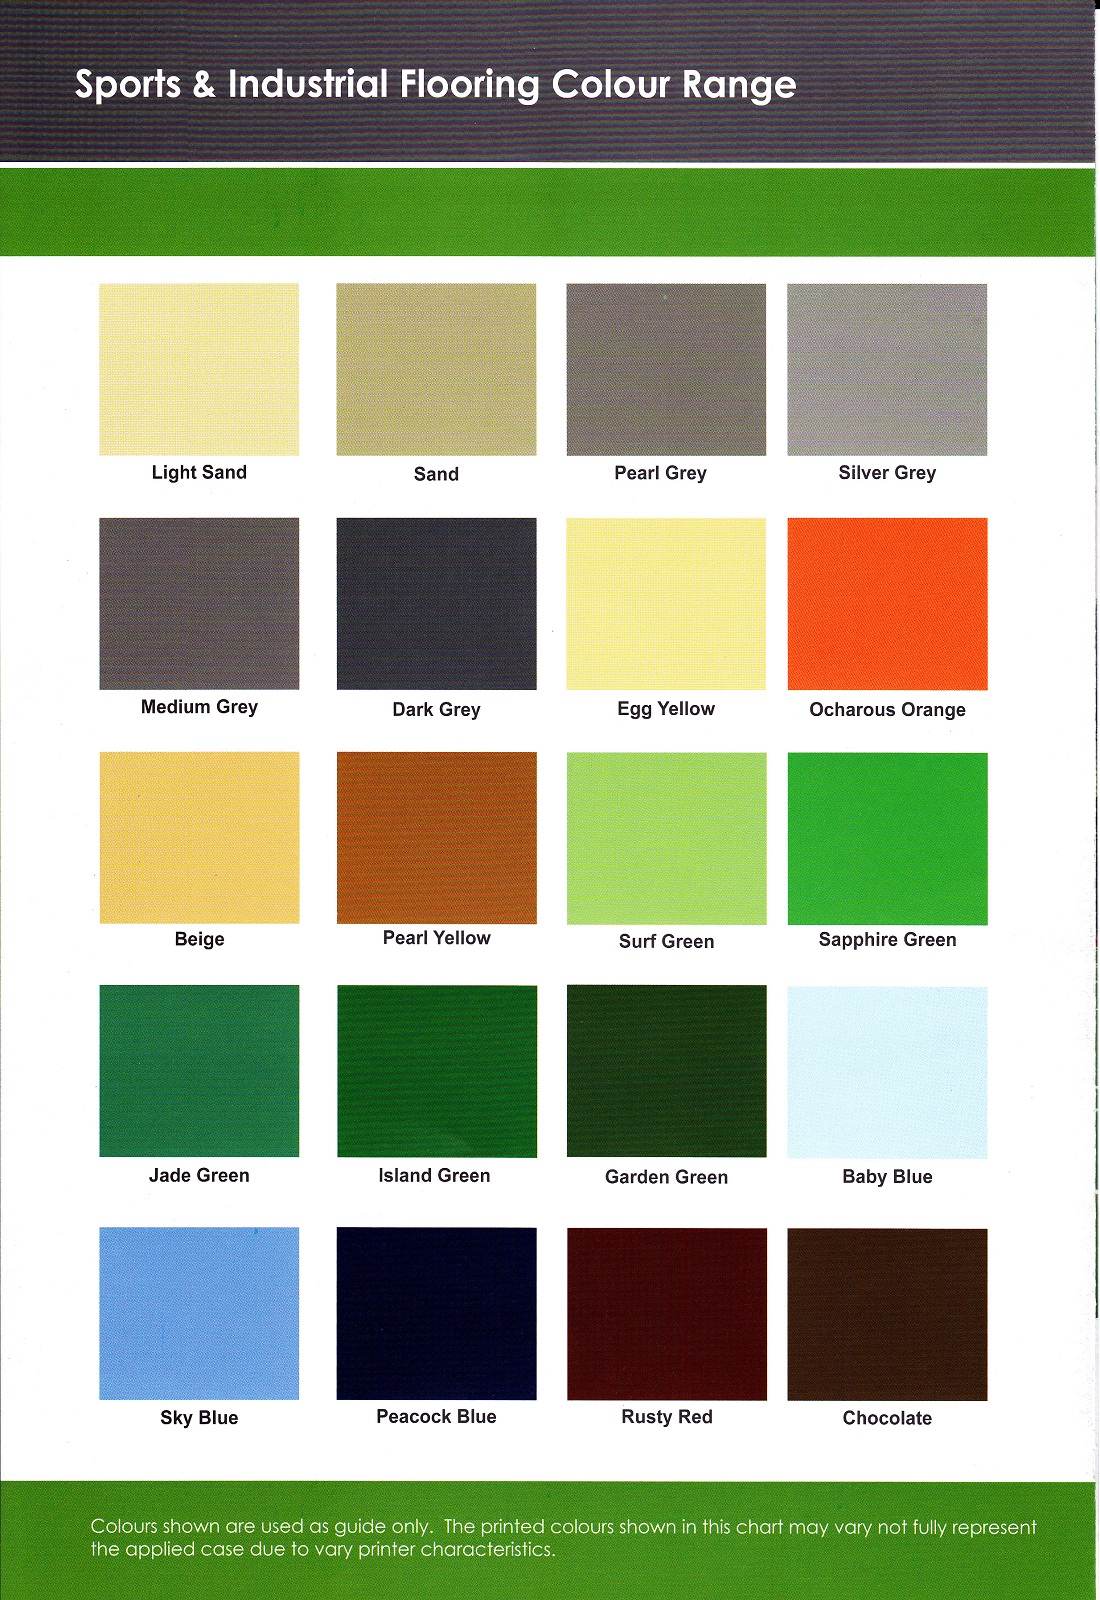 Sports & Industrial Flooring Colour Range
Light Sand
Sand
Pearl Grey
Silver Grey
Medium Grey
Dark Grey
Egg Yellow
Ocharous Orange
Beige
Pearl Yellow
Surf Green
Sapphire Green
Jade Green
Island Green
Garden Green
Baby Blue
Sky Blue
Peacock Blue
Rusty Red
Chocolate
Colours shown are used as guide only. The printed colours shown in this chart may vary not fully represent
the applied case due to vary printer characteristics.